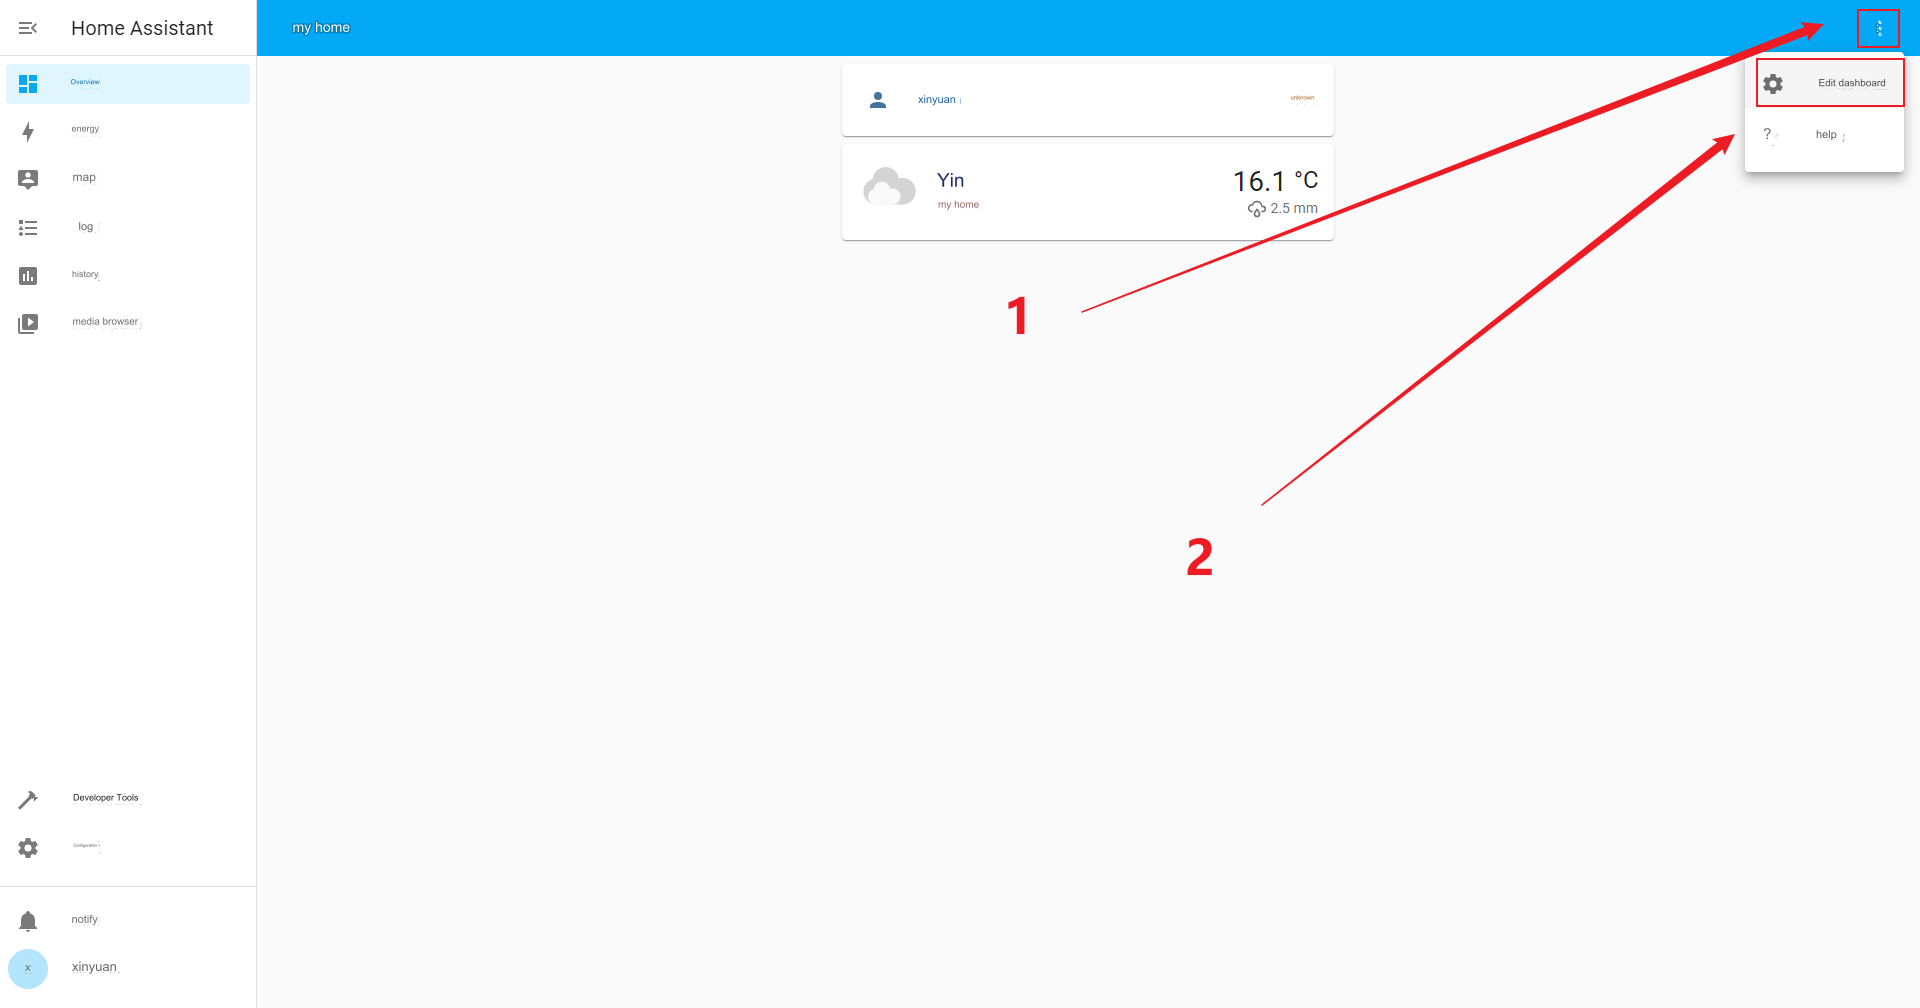 Home Assistant
my home
Overview
energy
map
log
history
media browser
Developer Tools
Configuration
notify
x
xinyuan
xinyuan
unknown
Yin
my home
16.1 °C
2.5 mm
Edit dashboard
?
help
1
2